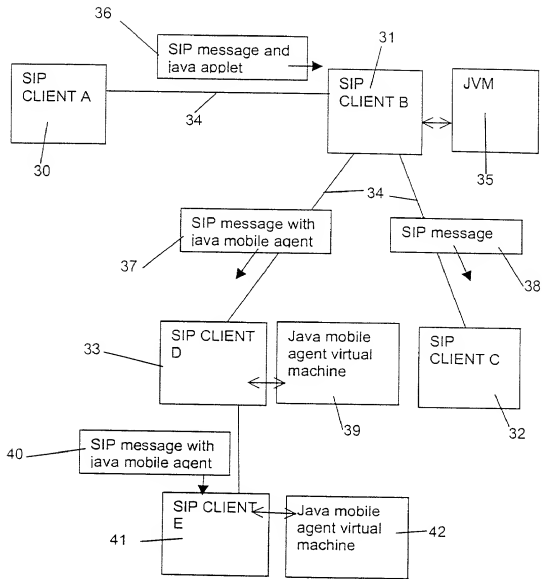 36
SIP message and
java applet
31
SIP
CLIENT A
SIP
CLIENT B
JVM
34
30
35
34
SIP message with
java mobile agent
SIP message
37
38
33
SIP CLIENT
D
Java mobile
agent virtual
machine
SIP
CLIENT C
39
32
40
SIP message with
java mobile agent
SIP CLIENT
E
41
Java mobile
agent virtual
machine
42